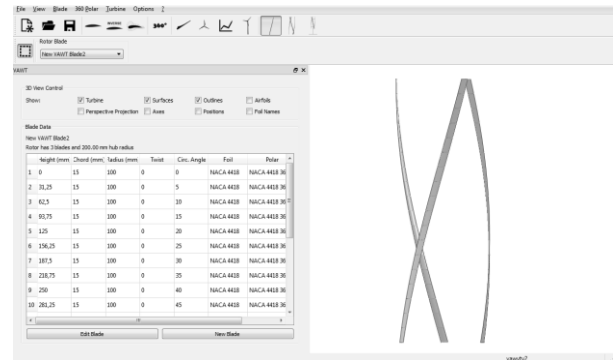 File View Blade 360 Polar Turbine Options ?
360°
Rotor Blade
New VAWT Blade2
VAWT
3D View Control
Show: Turbine Surfaces Outlines Airfoils
Perspective Projection Axes Positions Foil Names
Blade Data
New VAWT Blade2
Rotor has 3 blades and 200.00 mm hub radius
Height (mm Chord (mm) Radius (mm Twist Circ. Angle Foil Polar
1 0 15 100 0 0 NACA 4418 NACA 4418 36
2 31,25 15 100 0 5 NACA 4418 NACA 4418 36
3 62,5 15 100 0 10 NACA 4418 NACA 4418 36
4 93,75 15 100 0 15 NACA 4418 NACA 4418 36
5 125 15 100 0 20 NACA 4418 NACA 4418 36
6 156,25 15 100 0 25 NACA 4418 NACA 4418 36
7 187,5 15 100 0 30 NACA 4418 NACA 4418 36
8 218,75 15 100 0 35 NACA 4418 NACA 4418 36
9 250 15 100 0 40 NACA 4418 NACA 4418 36
10 281,25 15 100 0 45 NACA 4418 NACA 4418 36
Edit Blade New Blade